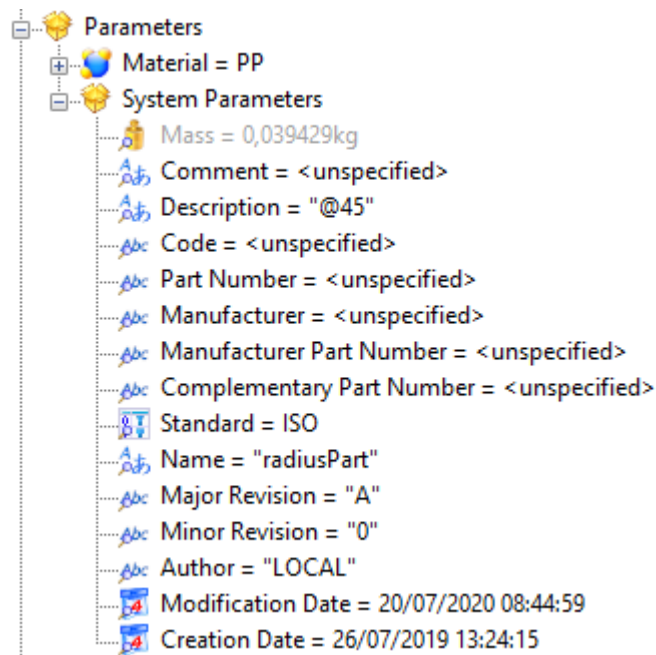 Parameters
Material = PP
System Parameters
Mass = 0,039429kg
Comment = <unspecified>
Description = "@45"
Code = <unspecified>
Part Number = <unspecified>
Manufacturer = <unspecified>
Manufacturer Part Number = <unspecified>
Complementary Part Number = <unspecified>
Standard = ISO
Name = "radiusPart"
Major Revision = "A"
Minor Revision = "0"
Author = "LOCAL"
Modification Date = 20/07/2020 08:44:59
Creation Date = 26/07/2019 13:24:15